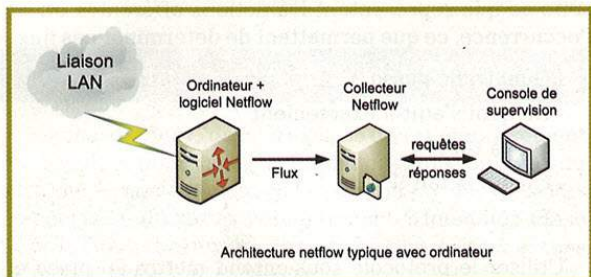 Liaison
LAN
Ordinateur +
logiciel Netflow
Collecteur
Netflow
Console de
supervision
Flux
requêtes
réponses
Architecture netflow typique avec ordinateur